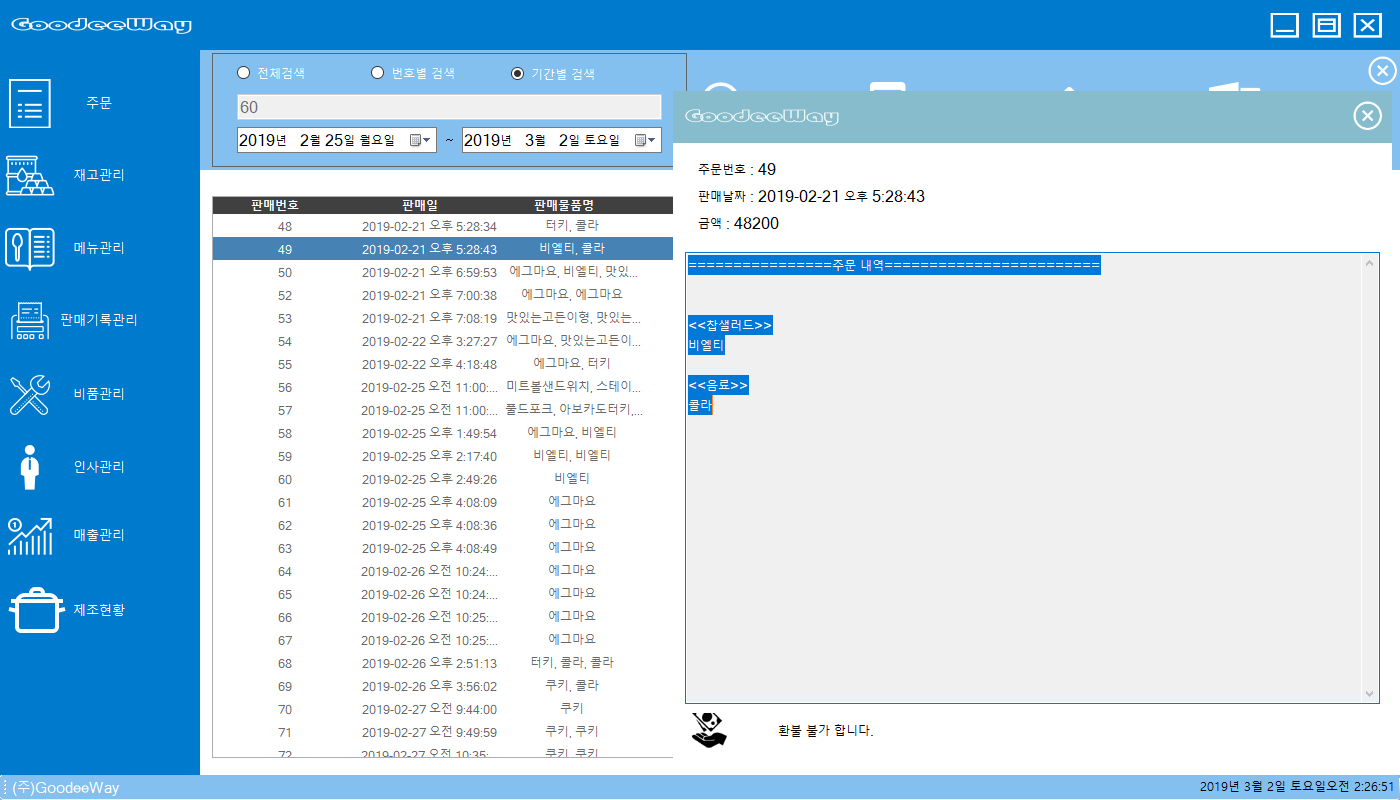 GoodeeWay
주문
재고관리
메뉴관리
판매기록관리
비품관리
인사관리
매출관리
제조현황
전체검색 번호별 검색 기간별 검색
60
2019년 2월 25일 월요일 ~ 2019년 3월 2일 토요일
판매번호 판매일 판매물품명
48 2019-02-21 오후 5:28:34 터키, 콜라
49 2019-02-21 오후 5:28:43 비엘티, 콜라
50 2019-02-21 오후 6:59:53 에그마요, 비엘티, 맛있...
52 2019-02-21 오후 7:00:38 에그마요, 에그마요
53 2019-02-21 오후 7:08:19 맛있는고든이형, 맛있는...
54 2019-02-22 오후 3:27:27 에그마요, 맛있는고든이...
55 2019-02-22 오후 4:18:48 에그마요, 터키
56 2019-02-25 오전 11:00:... 미트볼샌드위치, 스테이...
57 2019-02-25 오전 11:00:... 풀드포크, 아보카도터키,...
58 2019-02-25 오후 1:49:54 에그마요, 비엘티
59 2019-02-25 오후 2:17:40 비엘티, 비엘티
60 2019-02-25 오후 2:49:26 비엘티
61 2019-02-25 오후 4:08:09 에그마요
62 2019-02-25 오후 4:08:36 에그마요
63 2019-02-25 오후 4:08:49 에그마요
64 2019-02-26 오전 10:24:... 에그마요
65 2019-02-26 오전 10:24:... 에그마요
66 2019-02-26 오전 10:25:... 에그마요
67 2019-02-26 오전 10:25:... 에그마요
68 2019-02-26 오후 2:51:13 터키, 콜라, 콜라
69 2019-02-26 오후 3:56:02 쿠키, 콜라
70 2019-02-27 오전 9:44:00 쿠키
71 2019-02-27 오전 9:49:59 쿠키, 쿠키
72 2019-02-27 오전 10:35: 쿠키, 쿠키
GoodeeWay
주문번호 : 49
판매날짜 : 2019-02-21 오후 5:28:43
금액 : 48200
================주문 내역========================
<<찹샐러드>>
비엘티
<<음료>>
콜라
환불 불가 합니다.
(주)GoodeeWay
2019년 3월 2일 토요일오전 2:26:51